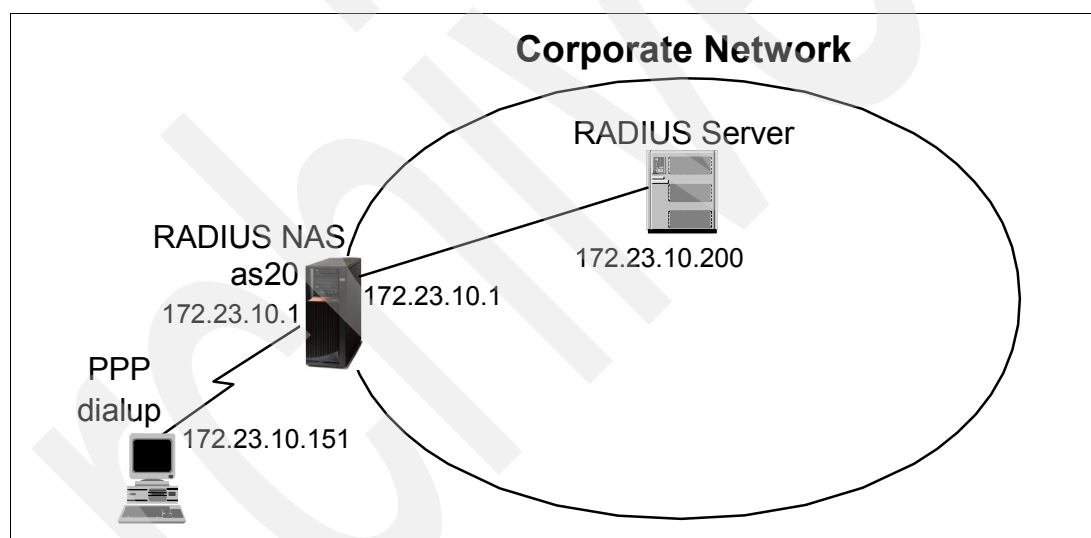 Corporate Network
RADIUS Server
172.23.10.200
RADIUS NAS
as20
172.23.10.1
172.23.10.1
PPP
dialup
172.23.10.151